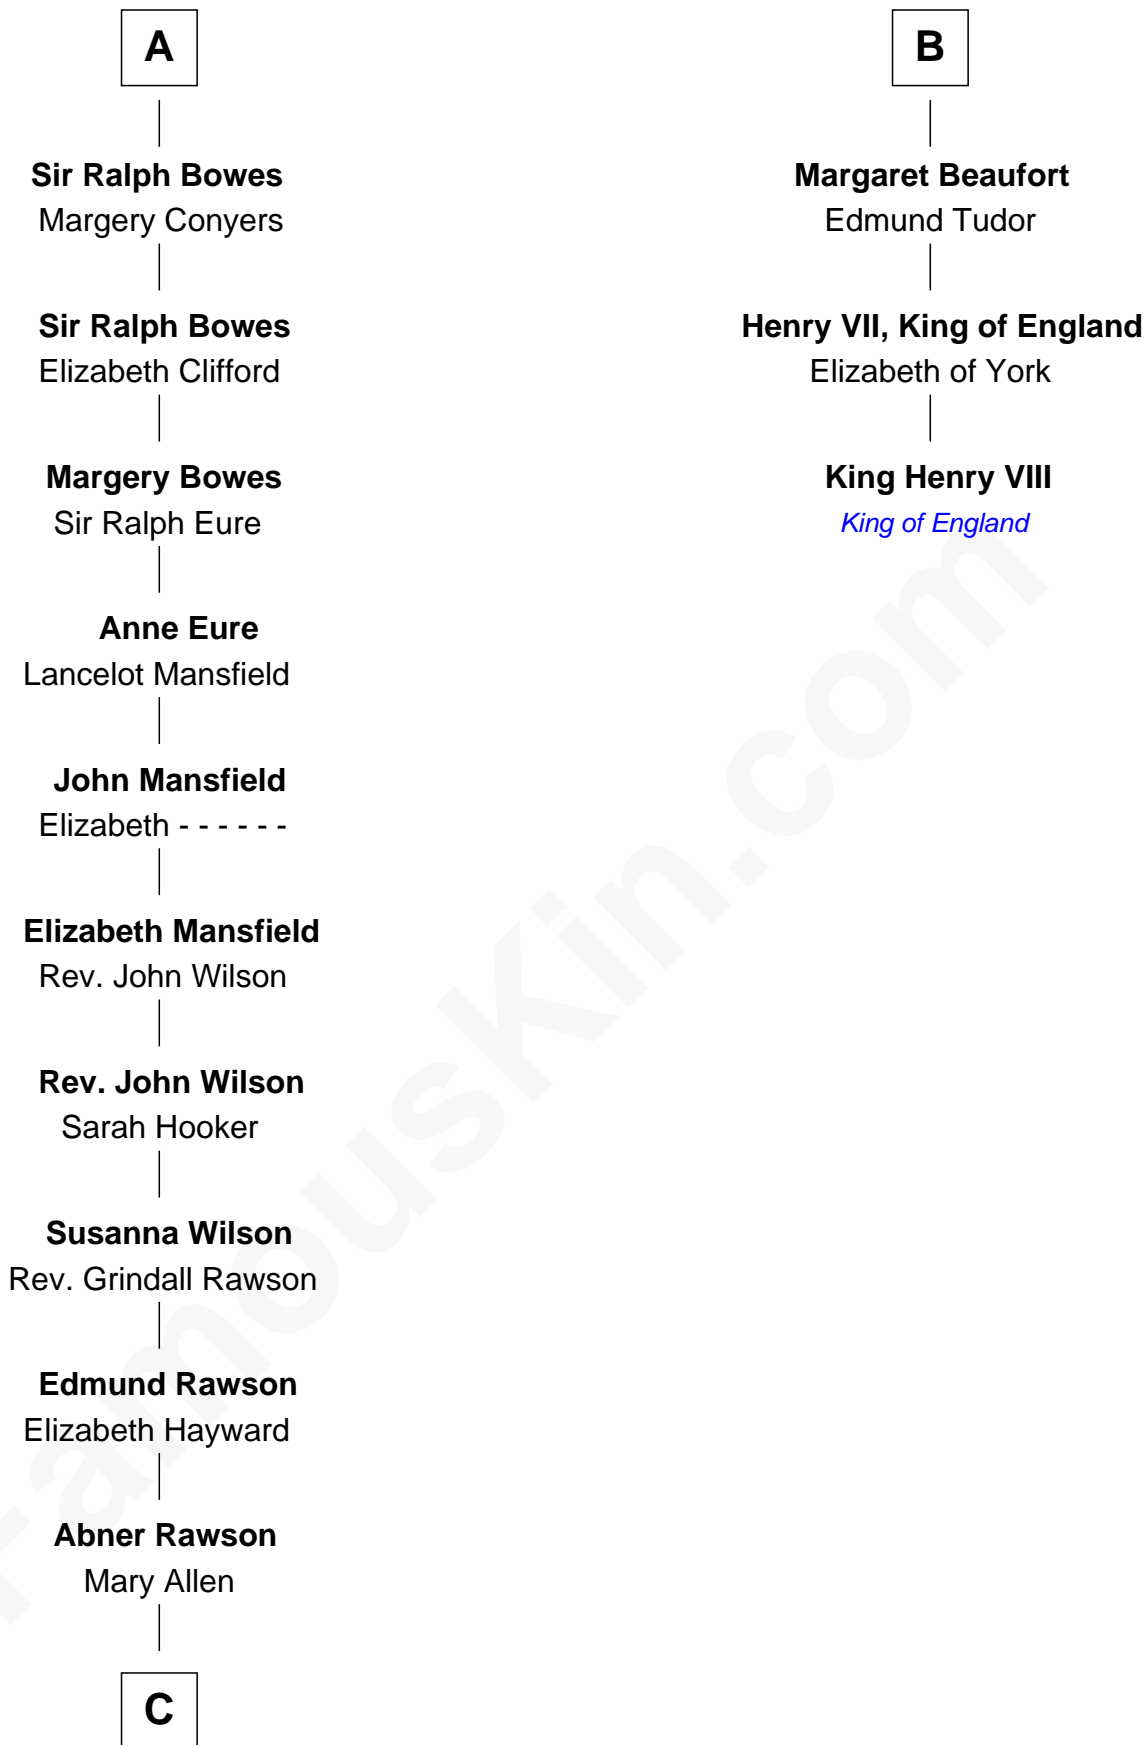 A
Sir Ralph Bowes
Margery Conyers
Sir Ralph Bowes
Elizabeth Clifford
Margery Bowes
Sir Ralph Eure
Anne Eure
Lancelot Mansfield
John Mansfield
Elizabeth - - - - - -
Elizabeth Mansfield
Rev. John Wilson
Rev. John Wilson
Sarah Hooker
Susanna Wilson
Rev. Grindall Rawson
Edmund Rawson
Elizabeth Hayward
Abner Rawson
Mary Allen
C
B
Margaret Beaufort
Edmund Tudor
Henry VII, King of England
Elizabeth of York
King Henry VIII
King of England
FamousKin.com